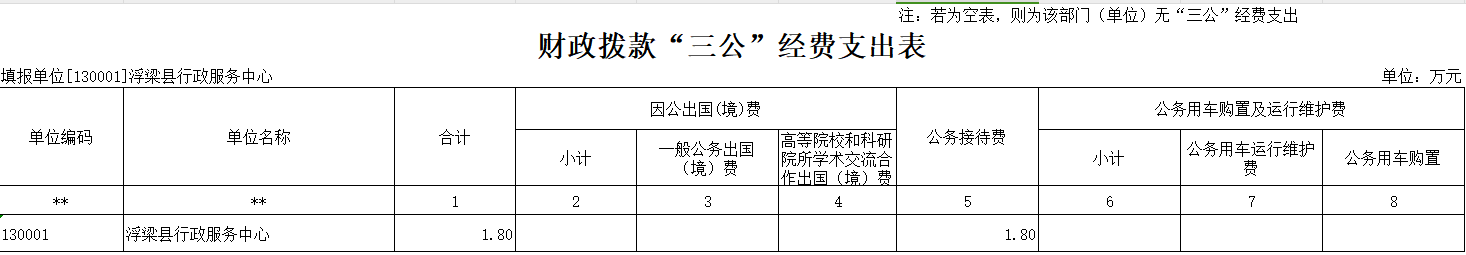 注：若为空表，则为该部门（单位）无“三公”经费支出
财政拨款“三公”经费支出表
填报单位[130001]浮梁县行政服务中心 单位：万元
单位编码 单位名称 合计 因公出国(境)费 公务接待费 公务用车购置及运行维护费
小计 一般公务出国（境）费 高等院校和科研院所学术交流合作出国（境）费 小计 公务用车运行维护费 公务用车购置
** ** 1 2 3 4 5 6 7 8
130001 浮梁县行政服务中心 1.80 1.80